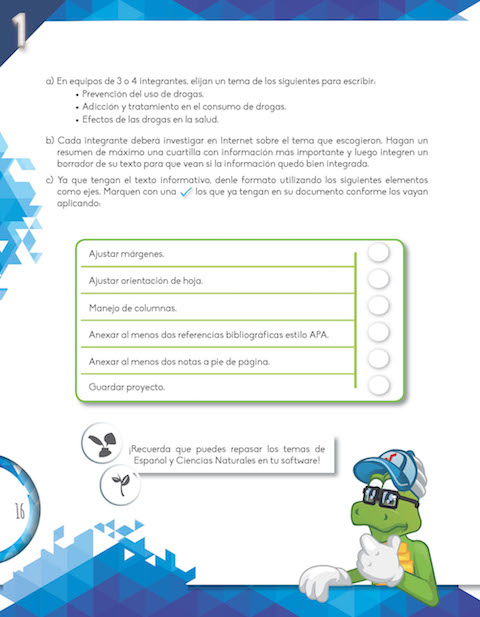 1
a) En equipos de 3 o 4 integrantes, elijan un tema de los siguientes para escribir:
• Prevención del uso de drogas.
• Adicción y tratamiento en el consumo de drogas.
• Efectos de las drogas en la salud.
b) Cada integrante deberá investigar en Internet sobre el tema que escogieron. Hagan un
resumen de máximo una cuartilla con información más importante y luego integren un
borrador de su texto para que vean si la información quedó bien integrada.
c) Ya que tengan el texto informativo, denle formato utilizando los siguientes elementos
como ejes. Marquen con una ✓ los que ya tengan en su documento conforme los vayan
aplicando:
Ajustar márgenes.
Ajustar orientación de hoja.
Manejo de columnas.
Anexar al menos dos referencias bibliográficas estilo APA.
Anexar al menos dos notas a pie de página.
Guardar proyecto.
¡Recuerda que puedes repasar los temas de
Español y Ciencias Naturales en tu software!
16